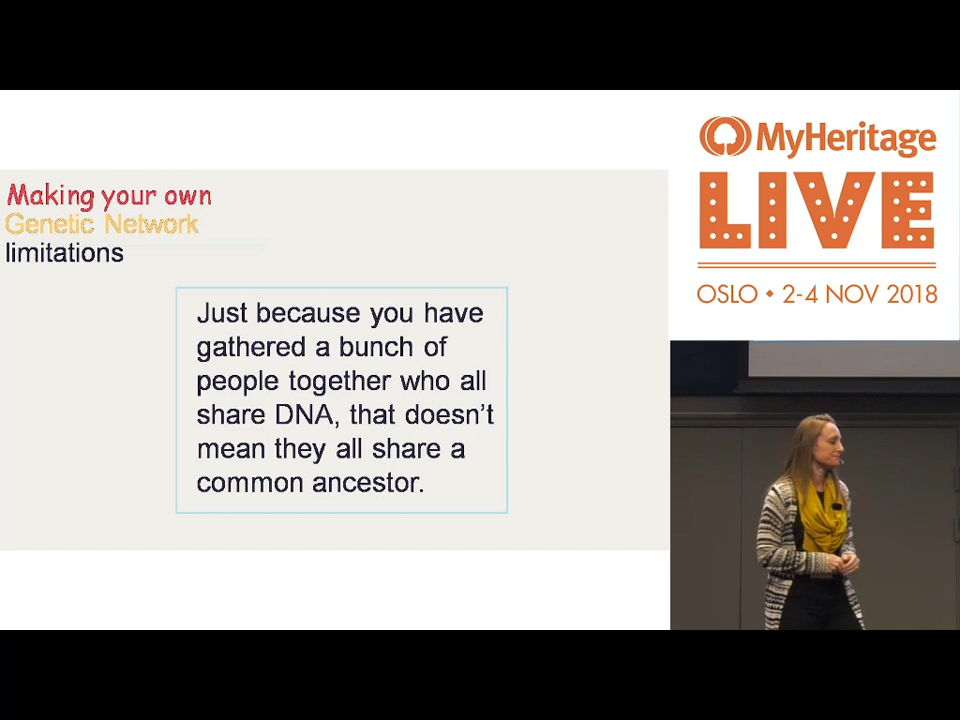 Making your own
Genetic Network
limitations
Just because you have
gathered a bunch of
people together who all
share DNA, that doesn't
mean they all share a
common ancestor.
MyHeritage
LIVE
OSLO • 2-4 NOV 2018